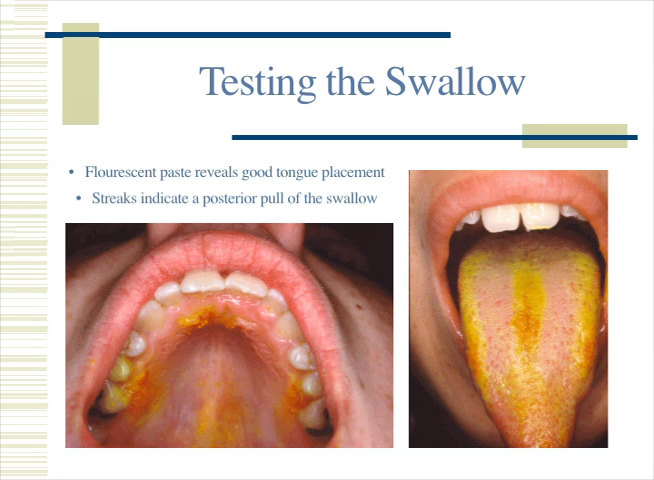 Testing the Swallow
• Flourescent paste reveals good tongue placement
• Streaks indicate a posterior pull of the swallow